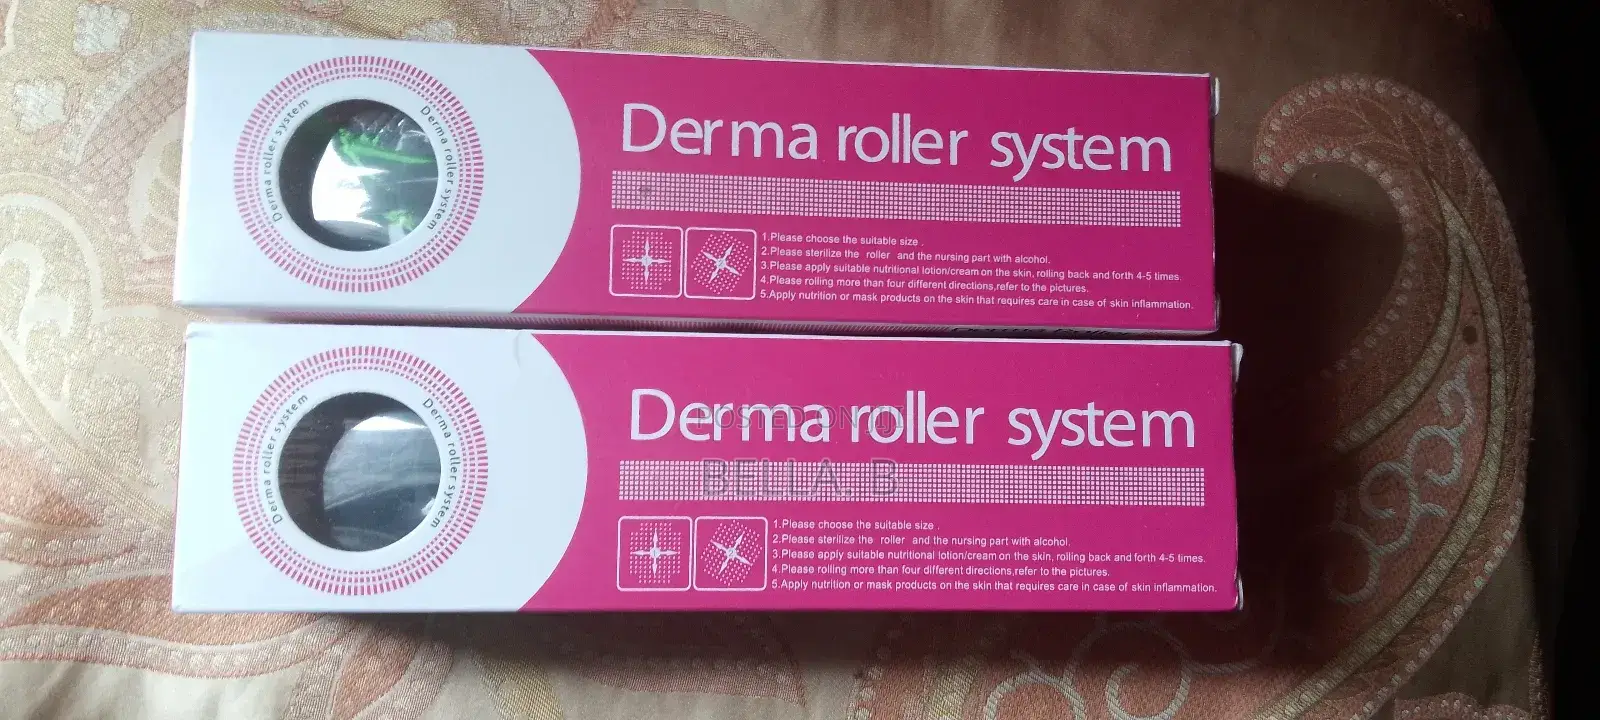 Derma roller system
Derma roller system
Derma roller system
1.Please choose the suitable size .
2.Please sterilize the roller and the nursing part with alcohol.
3.Please apply suitable nutritional lotion/cream on the skin, rolling back and forth 4-5 times.
4.Please rolling more than four different directions,refer to the pictures.
5.Apply nutrition or mask products on the skin that requires care in case of skin inflammation.
Derma roller system
Derma roller system
Derma roller system
POSTED ON JIJI
BELLA. B
1.Please choose the suitable size .
2.Please sterilize the roller and the nursing part with alcohol.
3.Please apply suitable nutritional lotion/cream on the skin, rolling back and forth 4-5 times.
4.Please rolling more than four different directions,refer to the pictures.
5.Apply nutrition or mask products on the skin that requires care in case of skin inflammation.